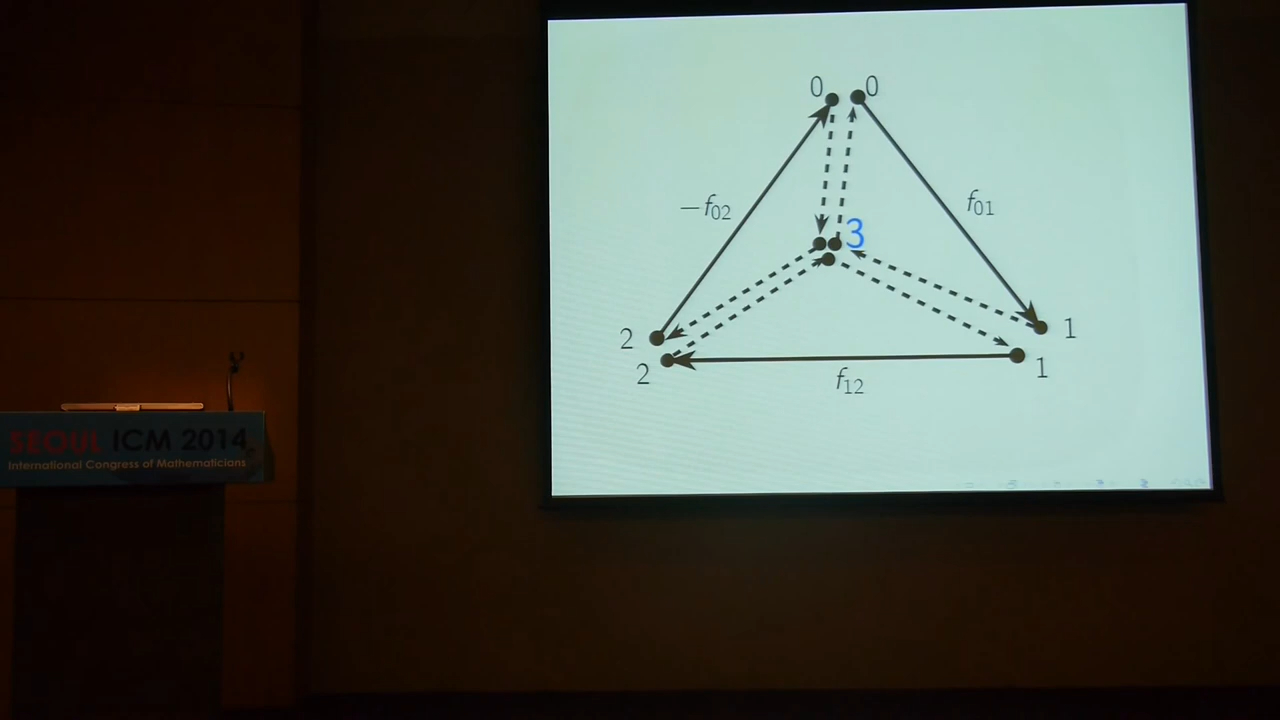 0 0
−f₀₂
f₀₁
3
2 1
2 1
f₁₂
SEOUL ICM 2014
International Congress of Mathematicians